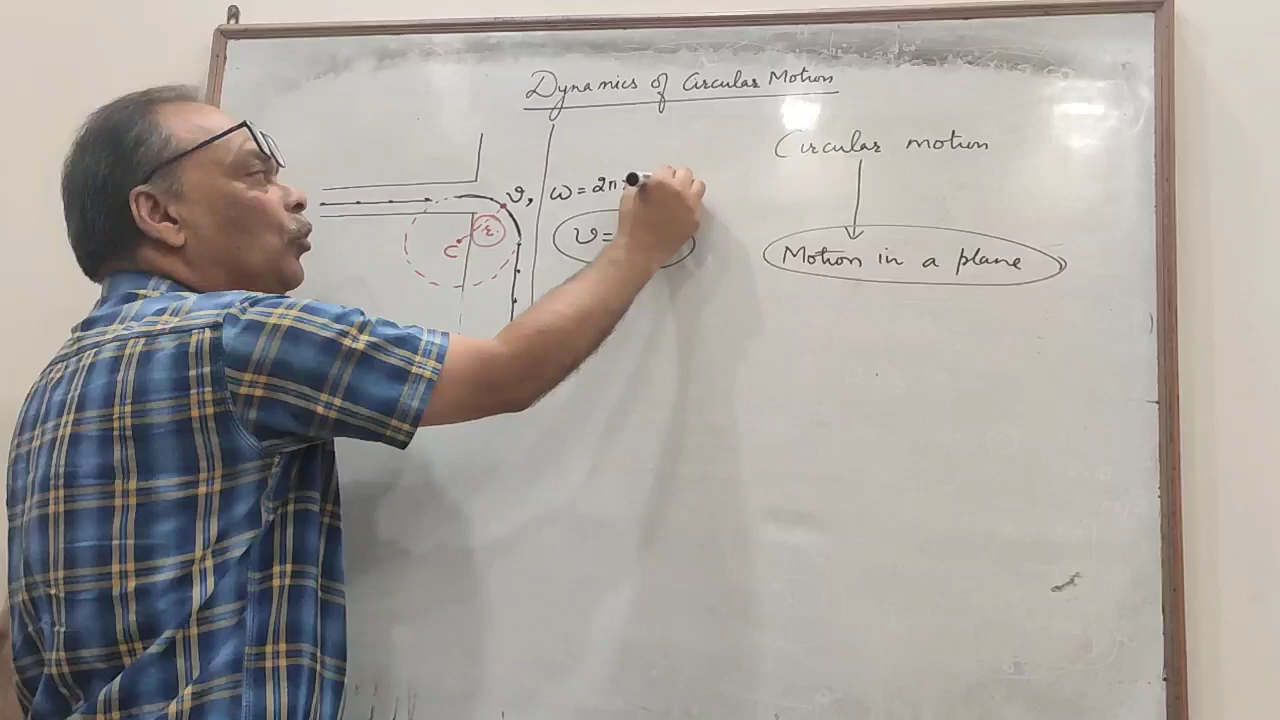 Dynamics of Circular Motion
Circular motion
v, ω = 2π
r
c
v =
Motion in a plane